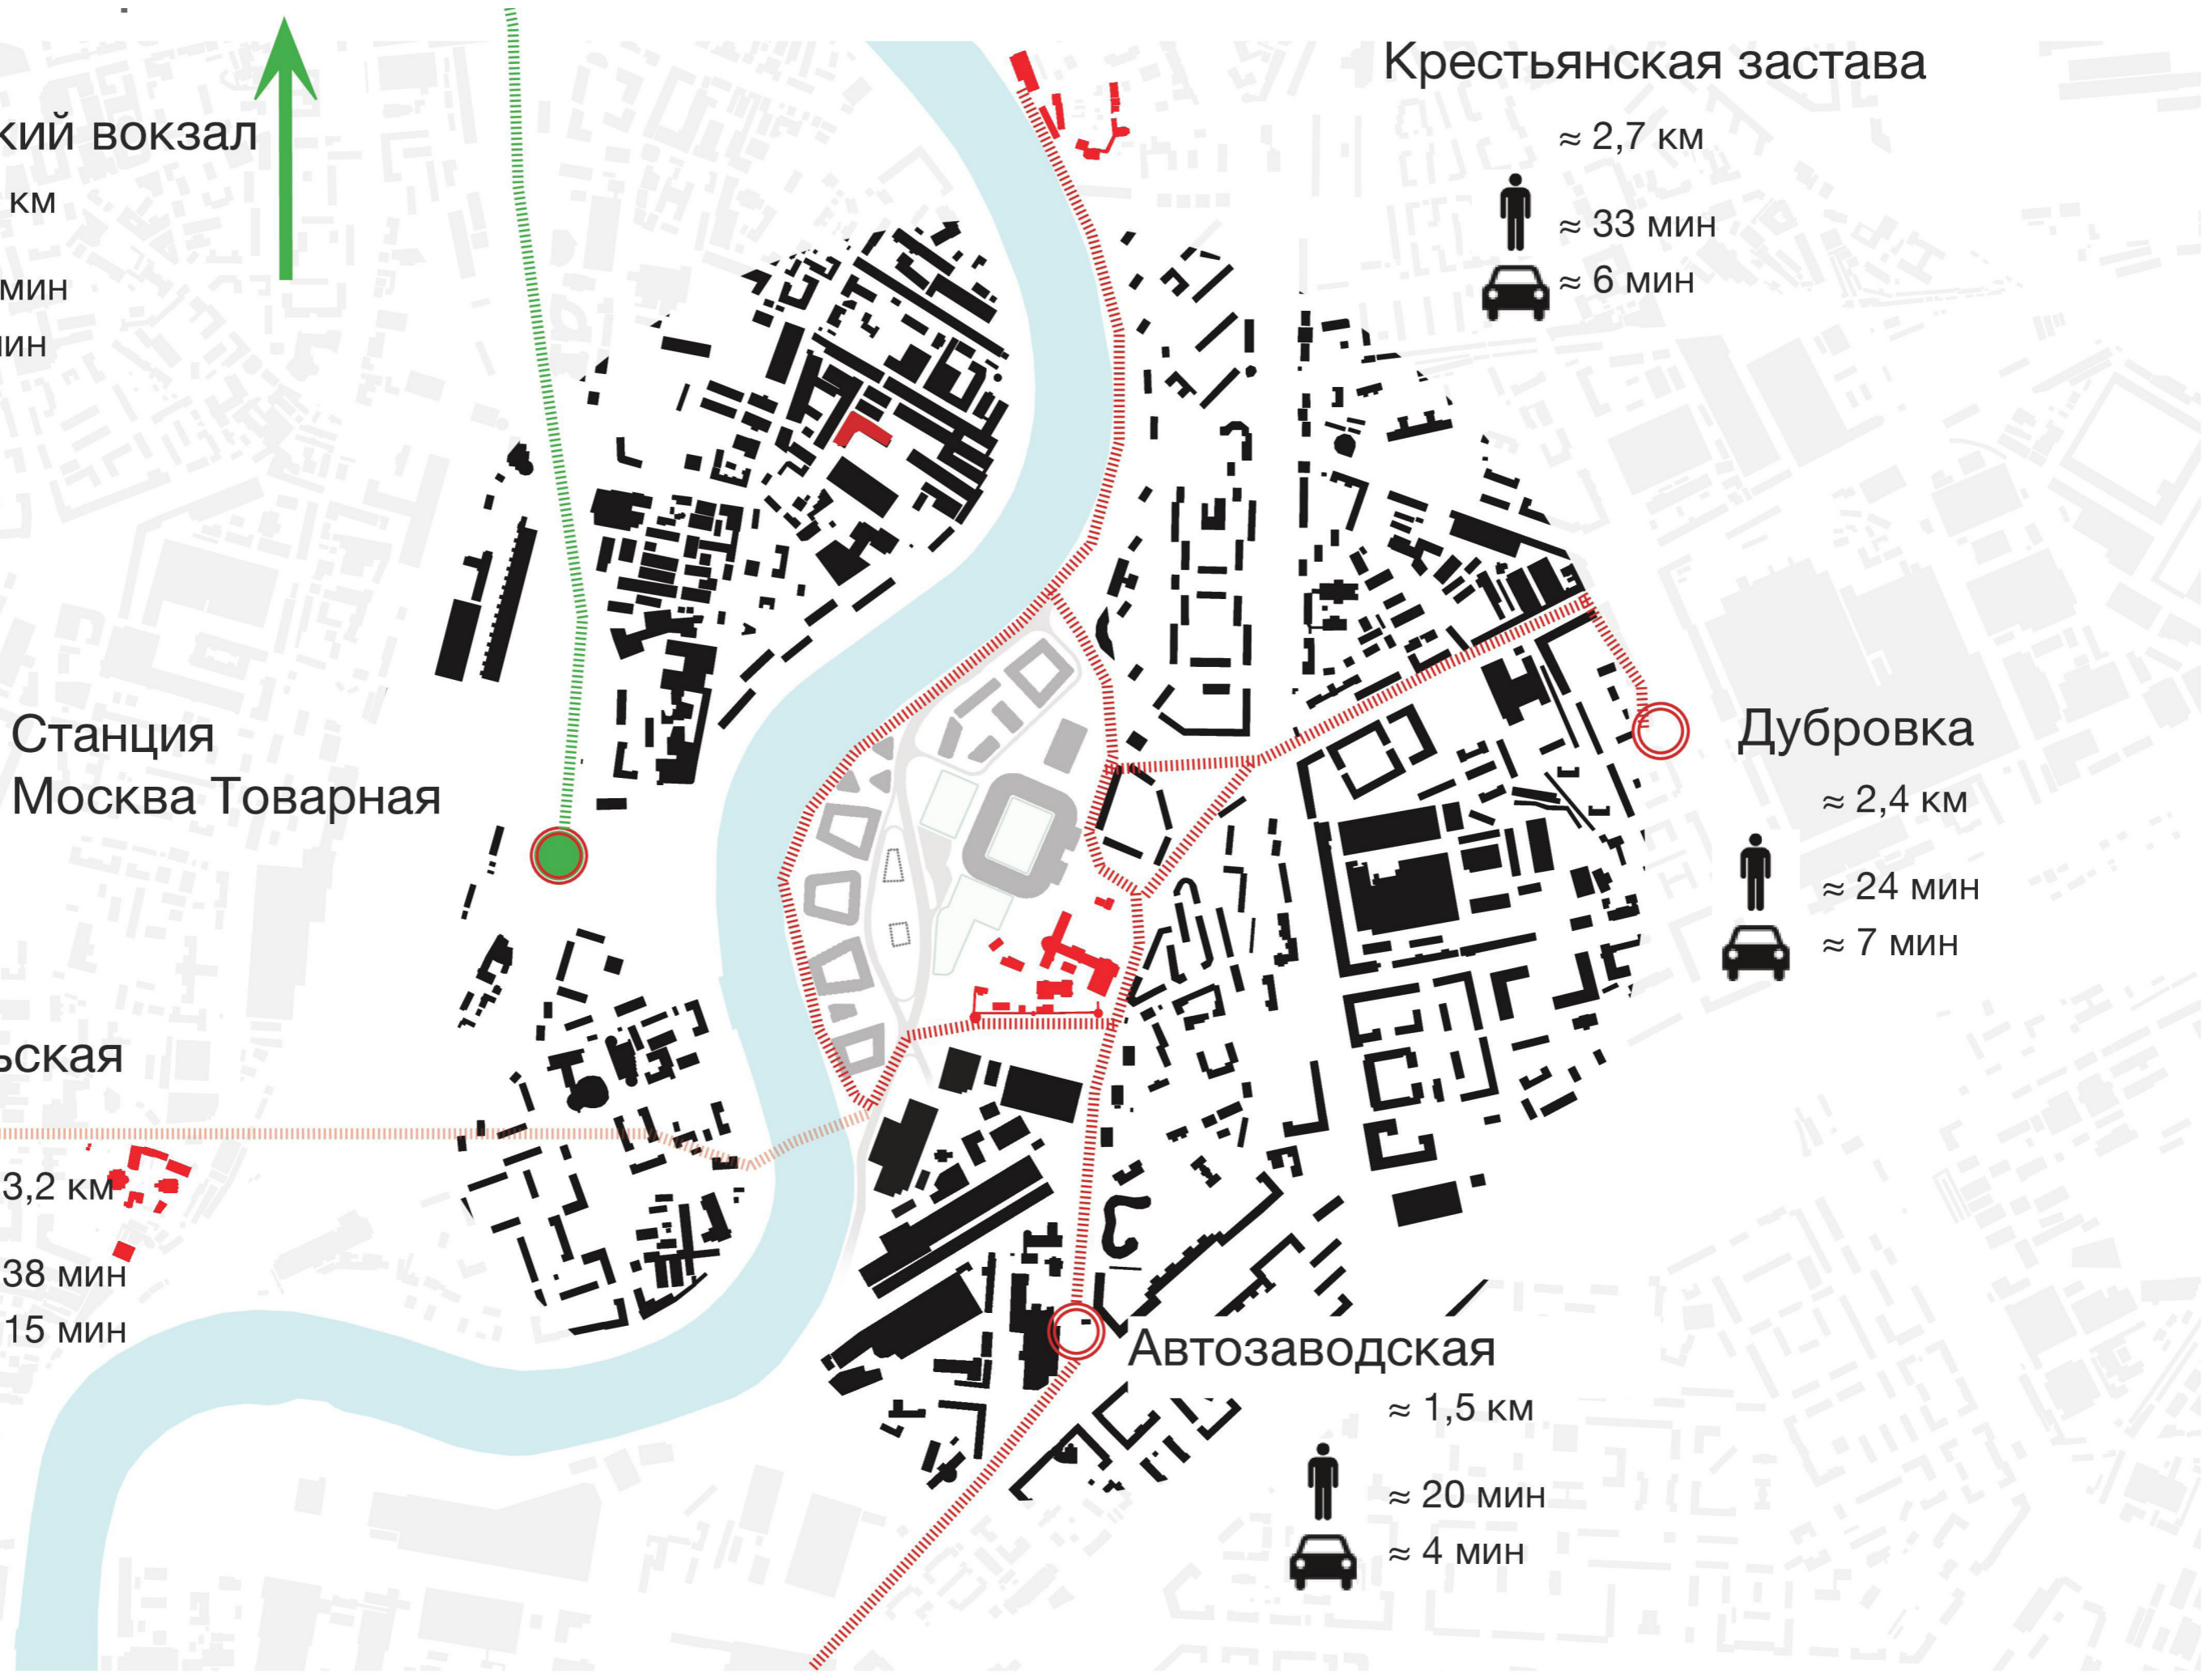 кий вокзал
км
мин
ин
Крестьянская застава
≈ 2,7 км
≈ 33 мин
≈ 6 мин
Станция
Москва Товарная
Дубровка
≈ 2,4 км
≈ 24 мин
≈ 7 мин
ьская
3,2 км
38 мин
15 мин
Автозаводская
≈ 1,5 км
≈ 20 мин
≈ 4 мин